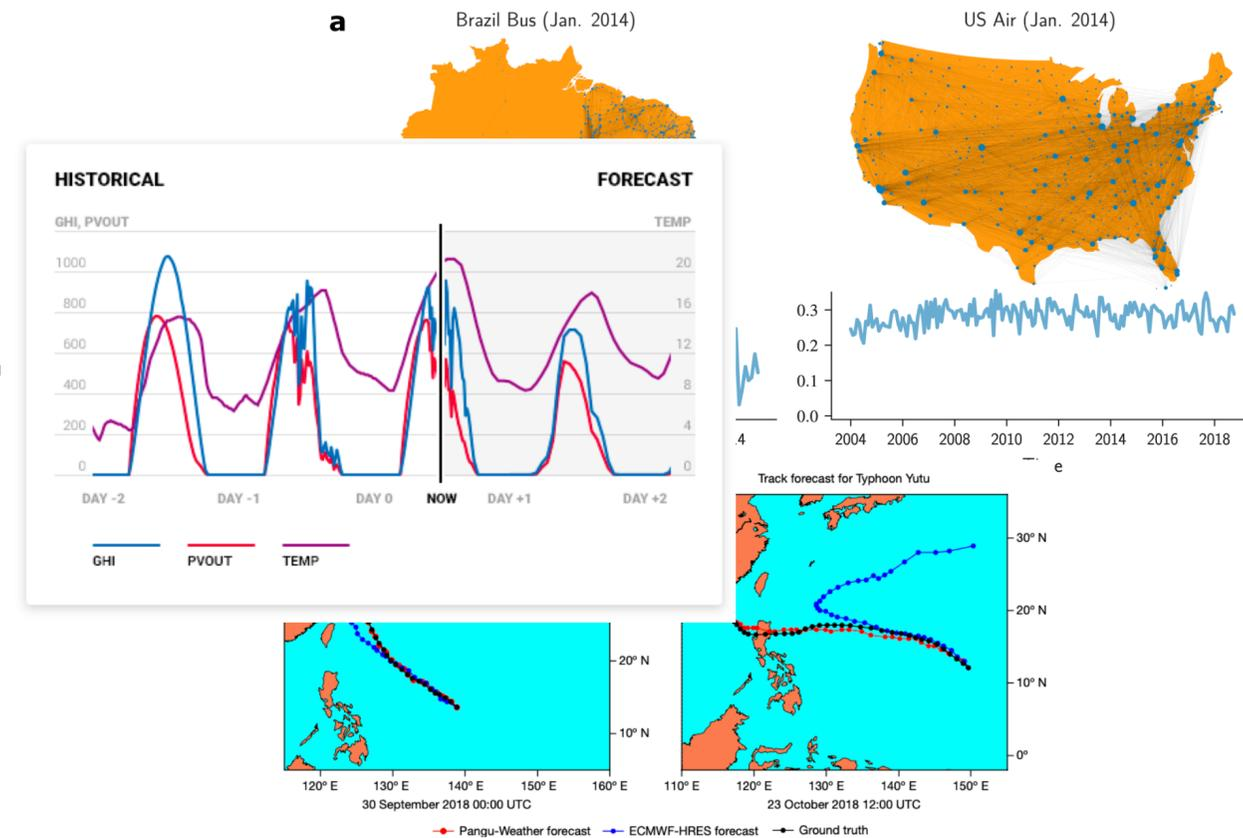 a
Brazil Bus (Jan. 2014)
US Air (Jan. 2014)
HISTORICAL
FORECAST
GHI, PVOUT
TEMP
1000
800
600
400
200
0
20
16
12
8
4
0
DAY -2
DAY -1
DAY 0
NOW
DAY +1
DAY +2
GHI
PVOUT
TEMP
.4
0.3
0.2
0.1
0.0
2004 2006 2008 2010 2012 2014 2016 2018
e
Track forecast for Typhoon Yutu
20° N
10° N
120° E 130° E 140° E 150° E 160° E
30 September 2018 00:00 UTC
30° N
20° N
10° N
0°
110° E 120° E 130° E 140° E 150° E
23 October 2018 12:00 UTC
Pangu-Weather forecast ECMWF-HRES forecast Ground truth